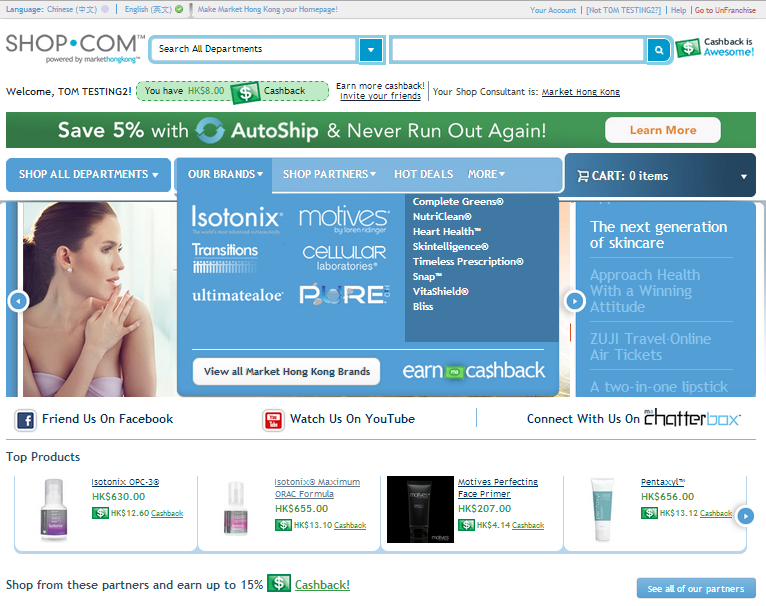 Language: Chinese (中文) | English (英文) | Make Market Hong Kong your Homepage!
Your Account | [Not TOM TESTING2?] | Help | Go to UnFranchise
SHOP•COM™
powered by markethongkong™
Search All Departments
Cashback is
Awesome!
Welcome, TOM TESTING2!
You have HK$8.00 $ Cashback
Earn more cashback!
Invite your friends
Your Shop Consultant is: Market Hong Kong
Save 5% with AutoShip & Never Run Out Again!
Learn More
SHOP ALL DEPARTMENTS
OUR BRANDS
SHOP PARTNERS
HOT DEALS
MORE
CART: 0 items
Isotonix®
The world's most advanced nutraceuticals
motives®
by loren ridinger
Transitions
CELLULAR
laboratories®
ultimatealoe®
PURE
Complete Greens®
NutriClean®
Heart Health™
Skintelligence®
Timeless Prescription®
Snap™
VitaShield®
Bliss
View all Market Hong Kong Brands
earn cashback
The next generation
of skincare
Approach Health
With a Winning
Attitude
ZUJI Travel-Online
Air Tickets
A two-in-one lipstick
Friend Us On Facebook
Watch Us On YouTube
Connect With Us On ma chatterbox
Top Products
Isotonix OPC-3®
HK$630.00
$ HK$12.60 Cashback
Isotonix® Maximum
ORAC Formula
HK$655.00
$ HK$13.10 Cashback
motives
Motives Perfecting
Face Primer
HK$207.00
$ HK$4.14 Cashback
Pentaxyl™
HK$656.00
$ HK$13.12 Cashback
Shop from these partners and earn up to 15% $ Cashback!
See all of our partners